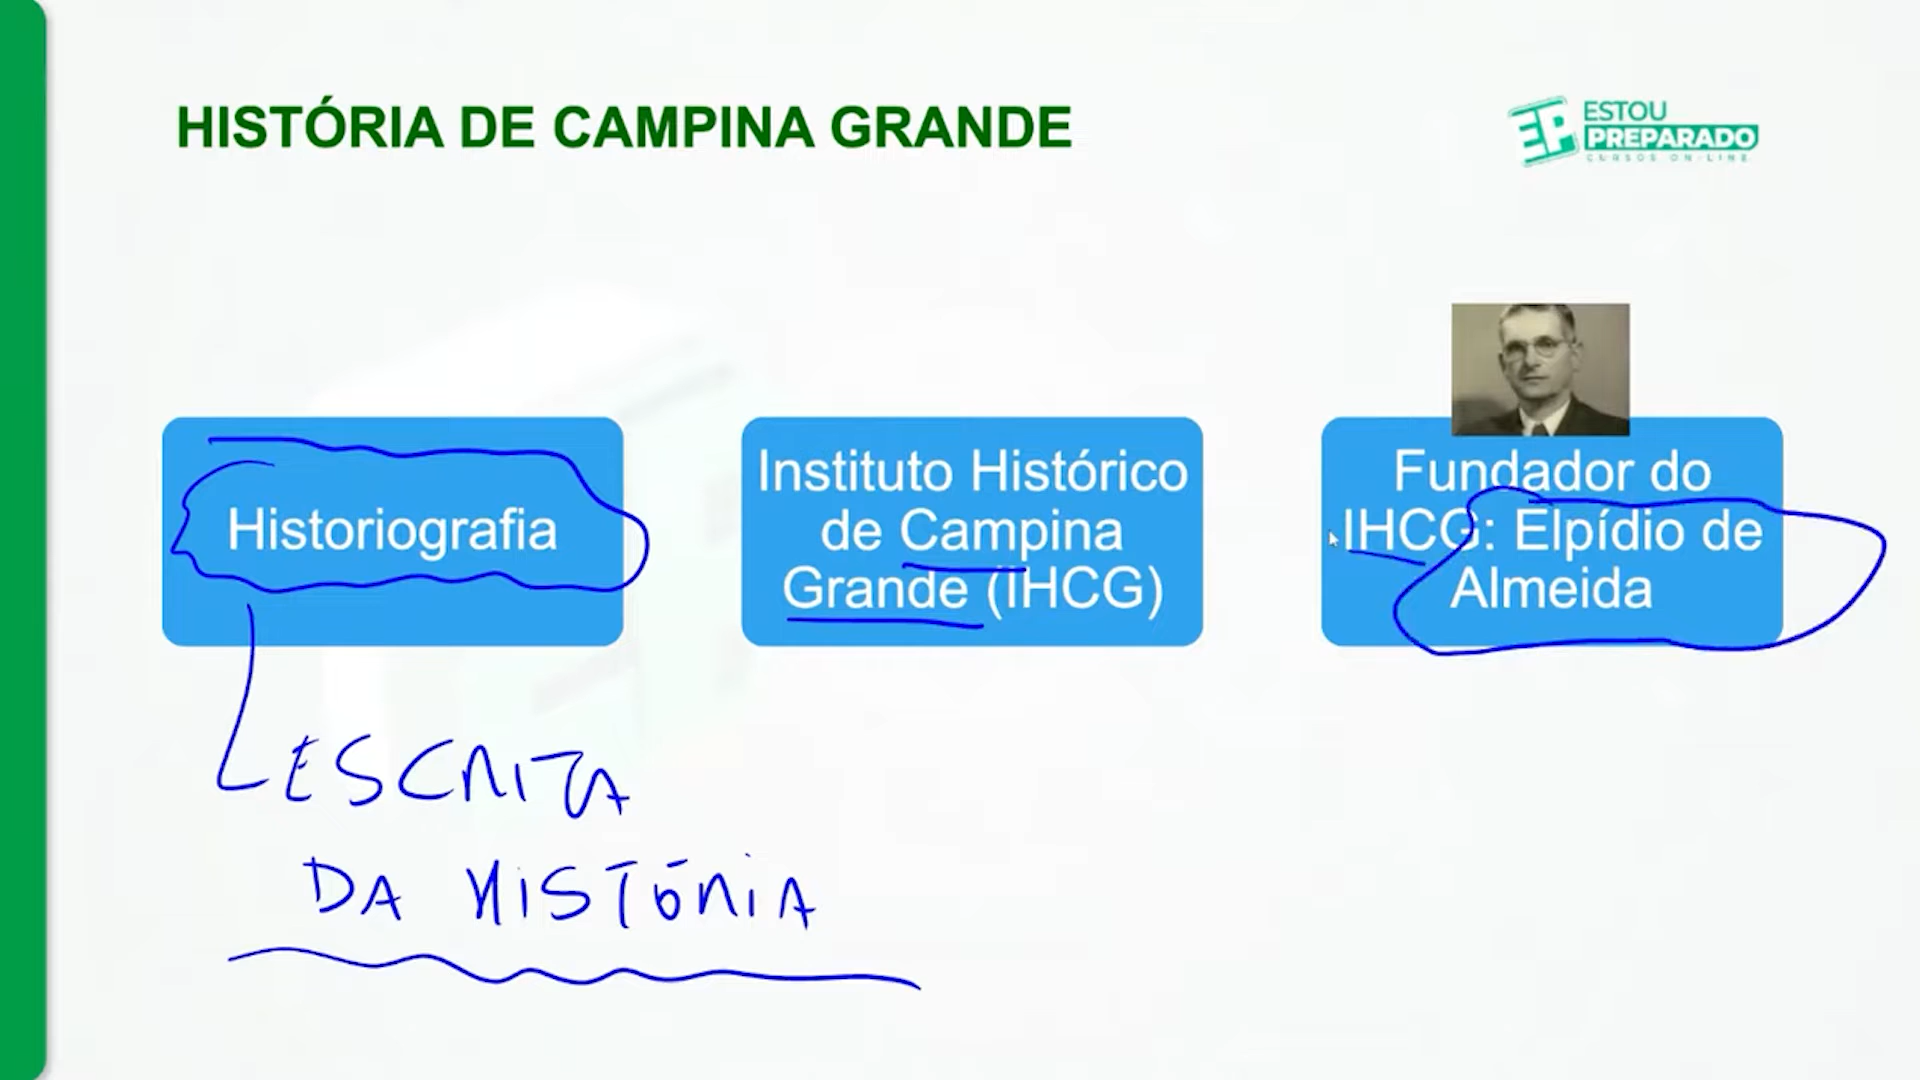 HISTÓRIA DE CAMPINA GRANDE
ESTOU
PREPARADO
CURSOS ON-LINE
Historiografia
Instituto Histórico
de Campina
Grande (IHCG)
Fundador do
IHCG: Elpídio de
Almeida
ESCRITA
DA HISTÓRIA